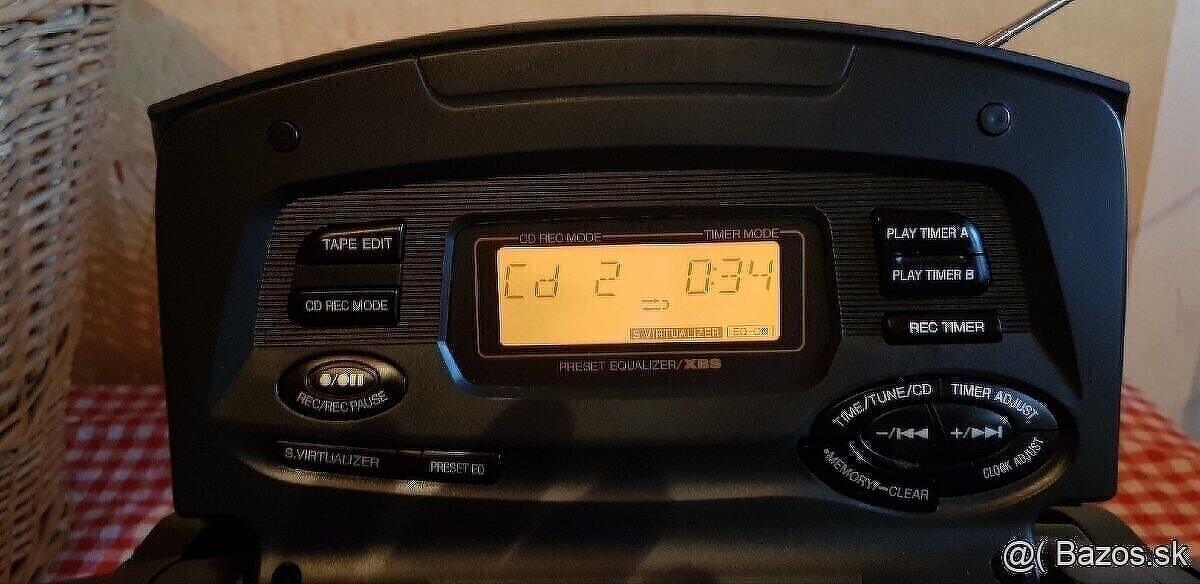 CD REC MODE TIMER MODE
TAPE EDIT
PLAY TIMER A
Cd 2 0:34
PLAY TIMER B
CD REC MODE
REC TIMER
S.VIRTUALIZER EQ-ON
PRESET EQUALIZER/XBS
REC/REC PAUSE
TIME/TUNE/CD
TIMER ADJUST
−/⏮ +/⏭
CLOCK ADJUST
S.VIRTUALIZER
PRESET EQ
•MEMORY/−CLEAR
@( Bazos.sk